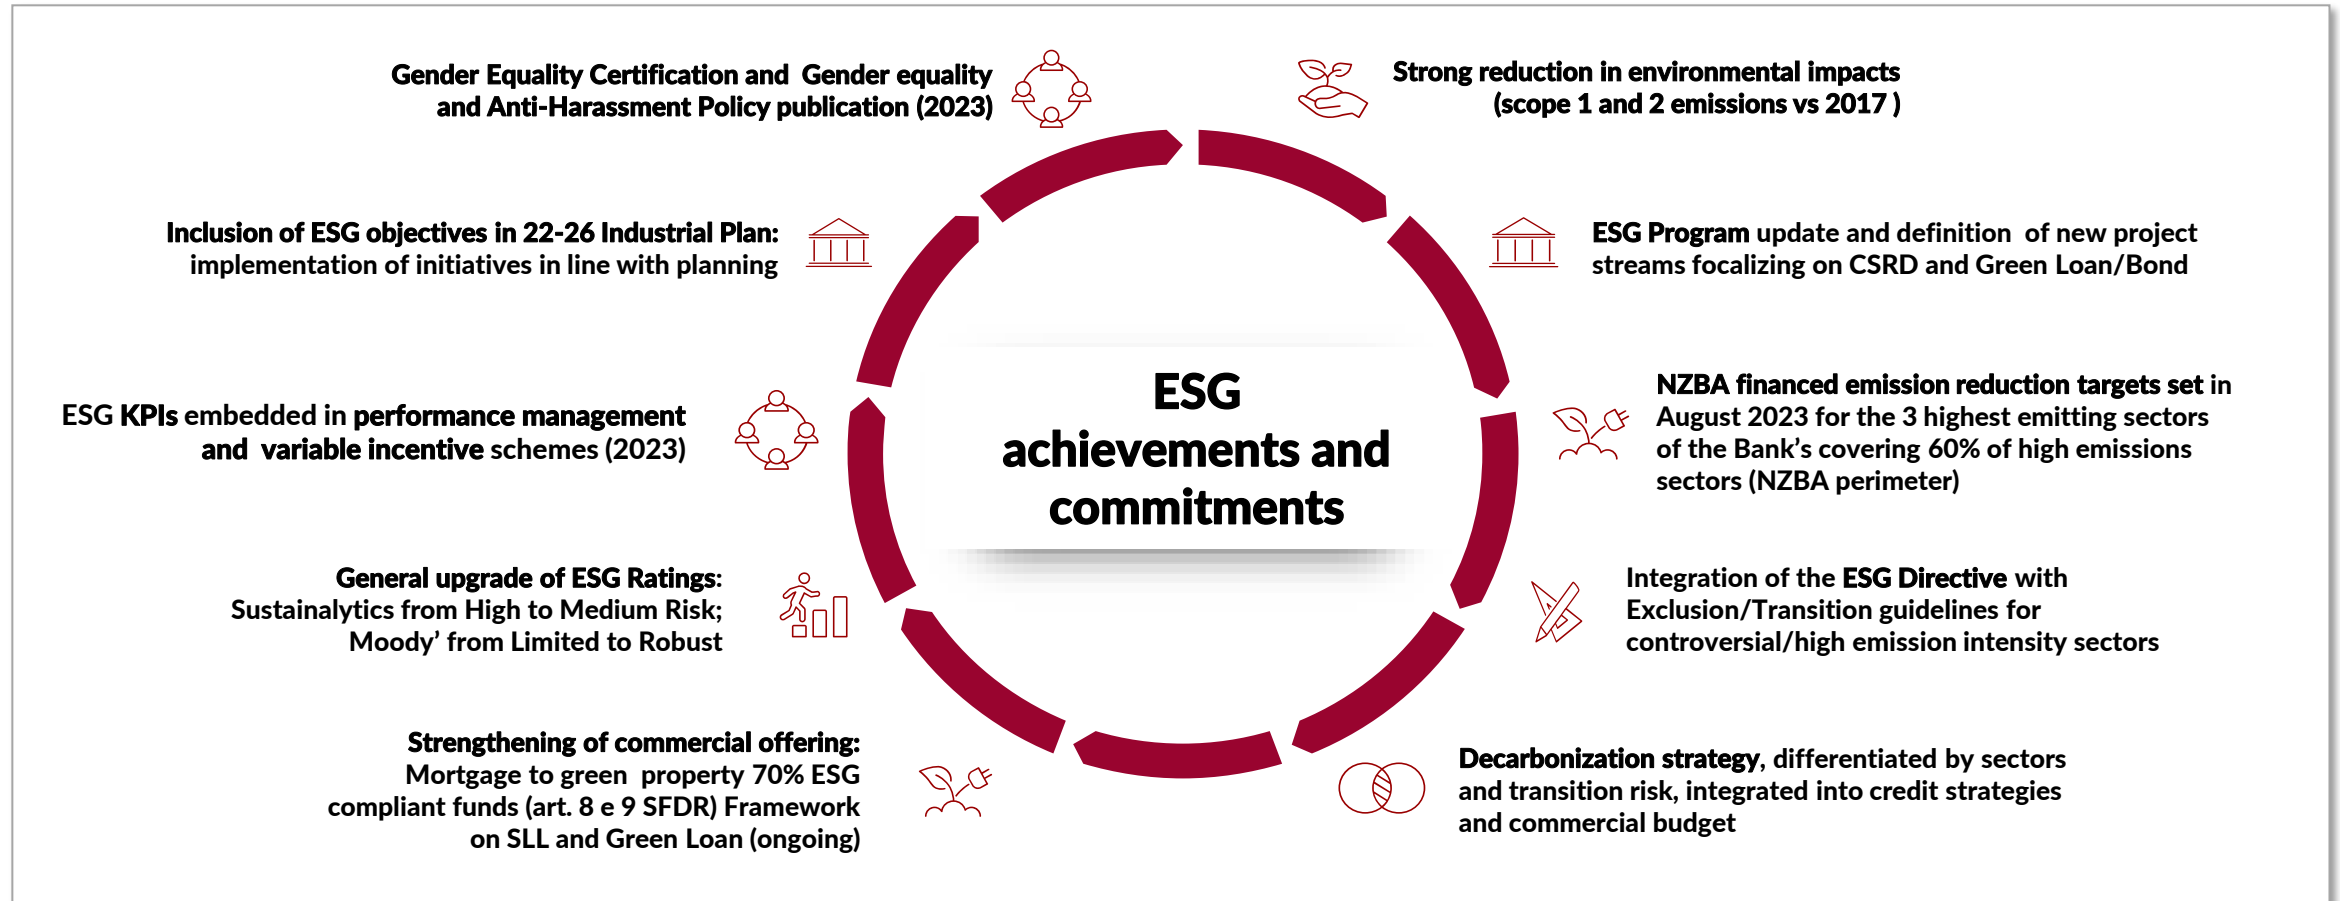 Gender Equality Certification and  Gender equality
and Anti-Harassment Policy publication (2023)
Strong reduction in environmental impacts
(scope 1 and 2 emissions vs 2017 )
Inclusion of ESG objectives in 22-26 Industrial Plan:
implementation of initiatives in line with planning
ESG Program update and definition  of new project
streams focalizing on CSRD and Green Loan/Bond
ESG KPIs embedded in performance management
and  variable incentive schemes (2023)
ESG
achievements and
commitments
NZBA financed emission reduction targets set in
August 2023 for the 3 highest emitting sectors
of the Bank’s covering 60% of high emissions
sectors (NZBA perimeter)
General upgrade of ESG Ratings:
Sustainalytics from High to Medium Risk;
Moody’ from Limited to Robust
Integration of the ESG Directive with
Exclusion/Transition guidelines for
controversial/high emission intensity sectors
Strengthening of commercial offering:
Mortgage to green  property 70% ESG
compliant funds (art. 8 e 9 SFDR) Framework
on SLL and Green Loan (ongoing)
Decarbonization strategy, differentiated by sectors
and transition risk, integrated into credit strategies
and commercial budget